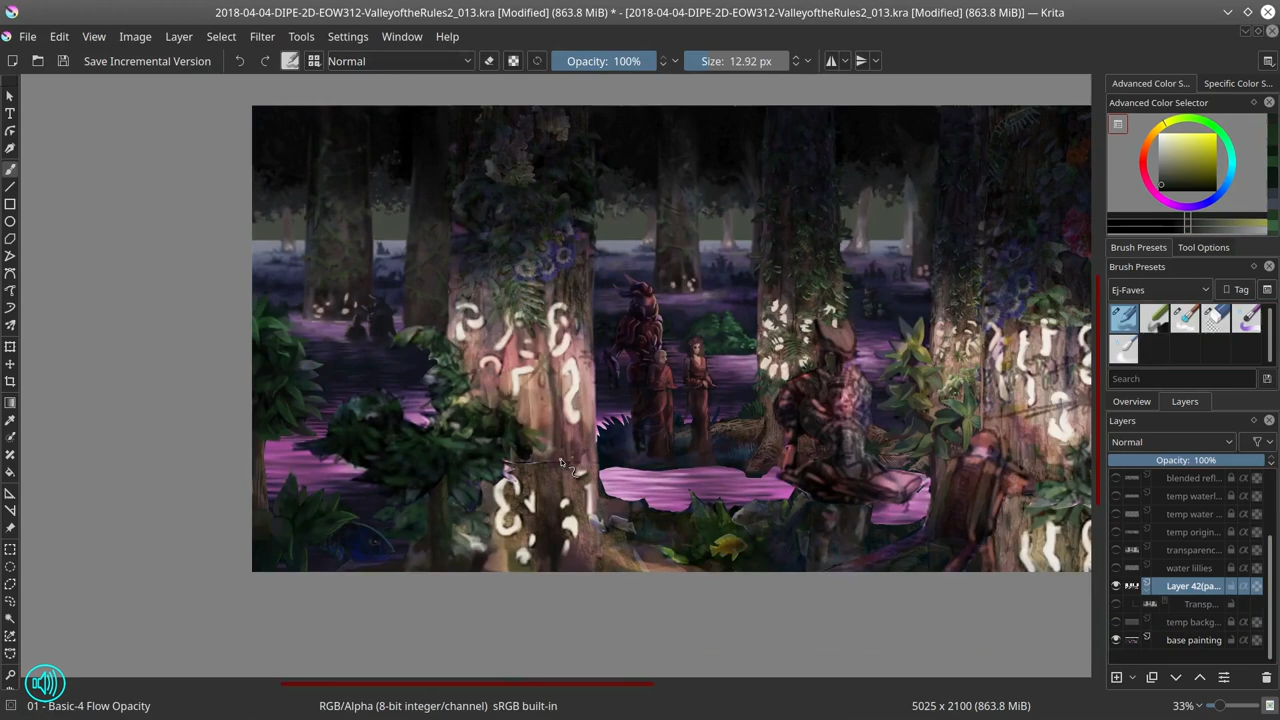 2018-04-04-DIPE-2D-EOW312-ValleyoftheRules2_013.kra [Modified] (863.8 MiB) * - [2018-04-04-DIPE-2D-EOW312-ValleyoftheRules2_013.kra [Modified] (863.8 MiB)] — Krita
File Edit View Image Layer Select Filter Tools Settings Window Help
Save Incremental Version Normal Opacity: 100% Size: 12.92 px
Advanced Color S... Specific Color S...
Advanced Color Selector
Brush Presets Tool Options
Brush Presets
Ej-Faves Tag
Search
Overview Layers
Layers
Normal
Opacity: 100%
blended refl...
temp waterl...
temp water ...
temp origin...
transparenc...
water lillies
Layer 42(pa...
Transp...
temp backg...
base painting
01 - Basic-4 Flow Opacity RGB/Alpha (8-bit integer/channel) sRGB built-in 5025 x 2100 (863.8 MiB) 33%